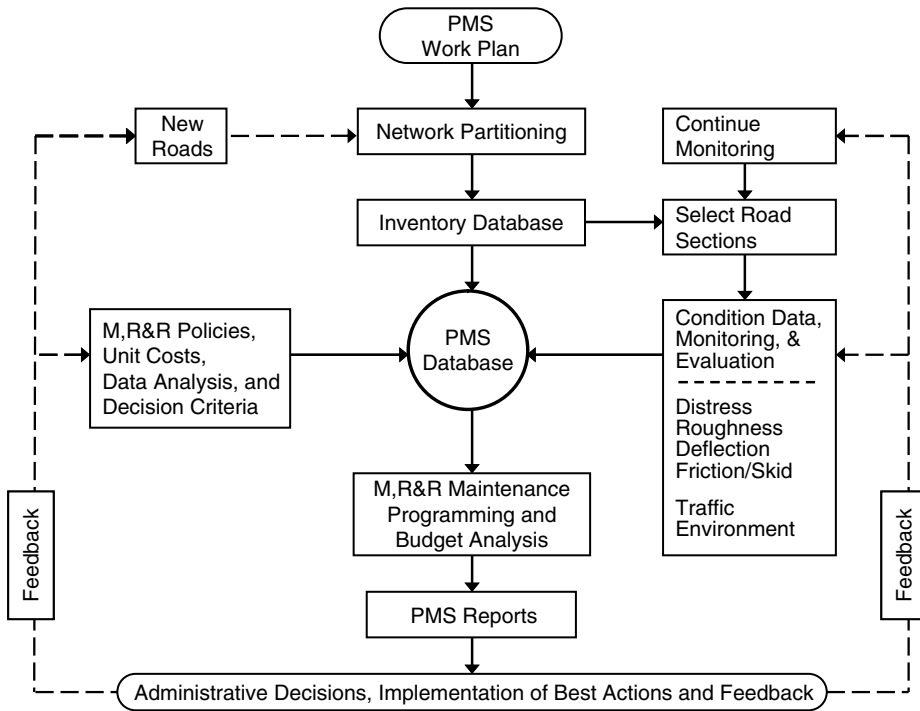 PMS
Work Plan
New
Roads
Network Partitioning
Continue
Monitoring
Inventory Database
Select Road
Sections
M,R&R Policies,
Unit Costs,
Data Analysis, and
Decision Criteria
PMS
Database
Condition Data,
Monitoring, &
Evaluation
Distress
Roughness
Deflection
Friction/Skid
Traffic
Environment
M,R&R Maintenance
Programming and
Budget Analysis
Feedback
Feedback
PMS Reports
Administrative Decisions, Implementation of Best Actions and Feedback